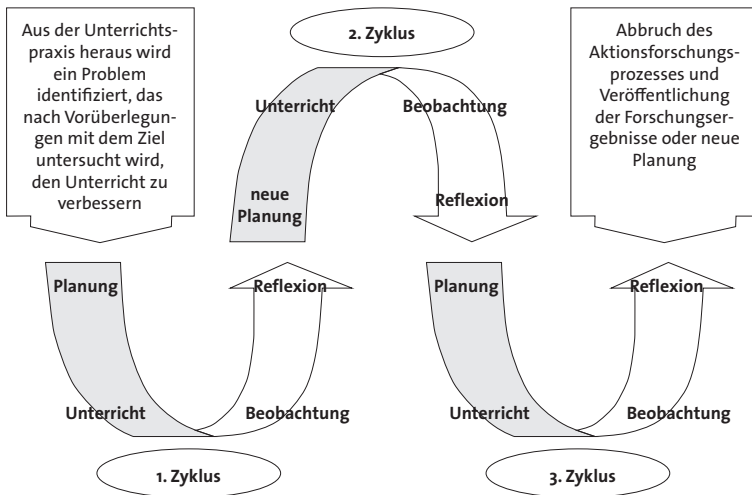 Aus der Unterrichts-
praxis heraus wird
ein Problem
identifiziert, das
nach Vorüberlegun-
gen mit dem Ziel
untersucht wird,
den Unterricht zu
verbessern
Planung
Unterricht
1. Zyklus
Beobachtung
Reflexion
neue
Planung
Unterricht
2. Zyklus
Beobachtung
Reflexion
Planung
Unterricht
3. Zyklus
Beobachtung
Reflexion
Abbruch des
Aktionsforschungs-
prozesses und
Veröffentlichung
der Forschungser-
gebnisse oder neue
Planung